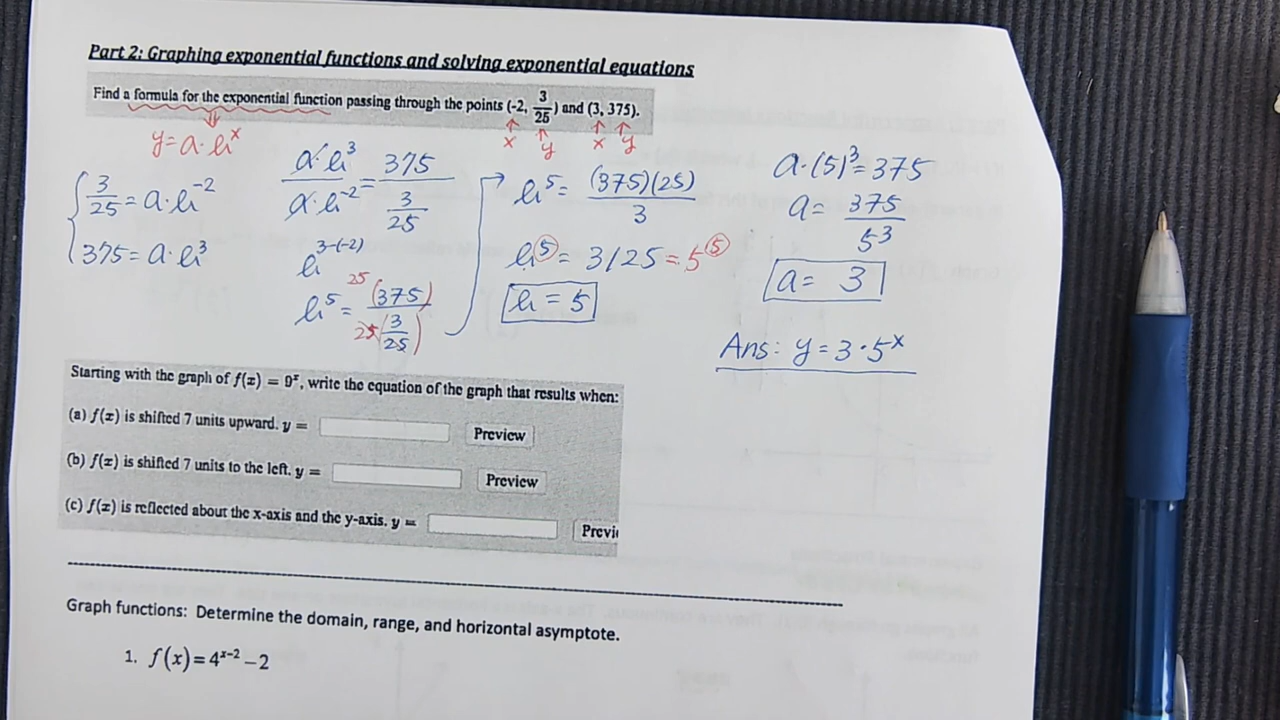 Part 2: Graphing exponential functions and solving exponential equations
Find a formula for the exponential function passing through the points (-2, 3/25) and (3, 375).
x y x y
y=a·b^x
{ 3/25 = a·b^-2
375 = a·b^3
a·b^3 / a·b^-2 = 375 / (3/25)
b^3-(-2)
b^5 = 25 (375) / 25 (3/25)
b^5 = (375)(25) / 3
b^5 = 3125 = 5^5
b = 5
a·(5)^3 = 375
a = 375 / 5^3
a = 3
Ans: y = 3·5^x
Starting with the graph of f(x) = 9^x, write the equation of the graph that results when:
(a) f(x) is shifted 7 units upward. y = Preview
(b) f(x) is shifted 7 units to the left. y = Preview
(c) f(x) is reflected about the x-axis and the y-axis. y = Previ
Graph functions: Determine the domain, range, and horizontal asymptote.
1. f(x) = 4^x-2 – 2